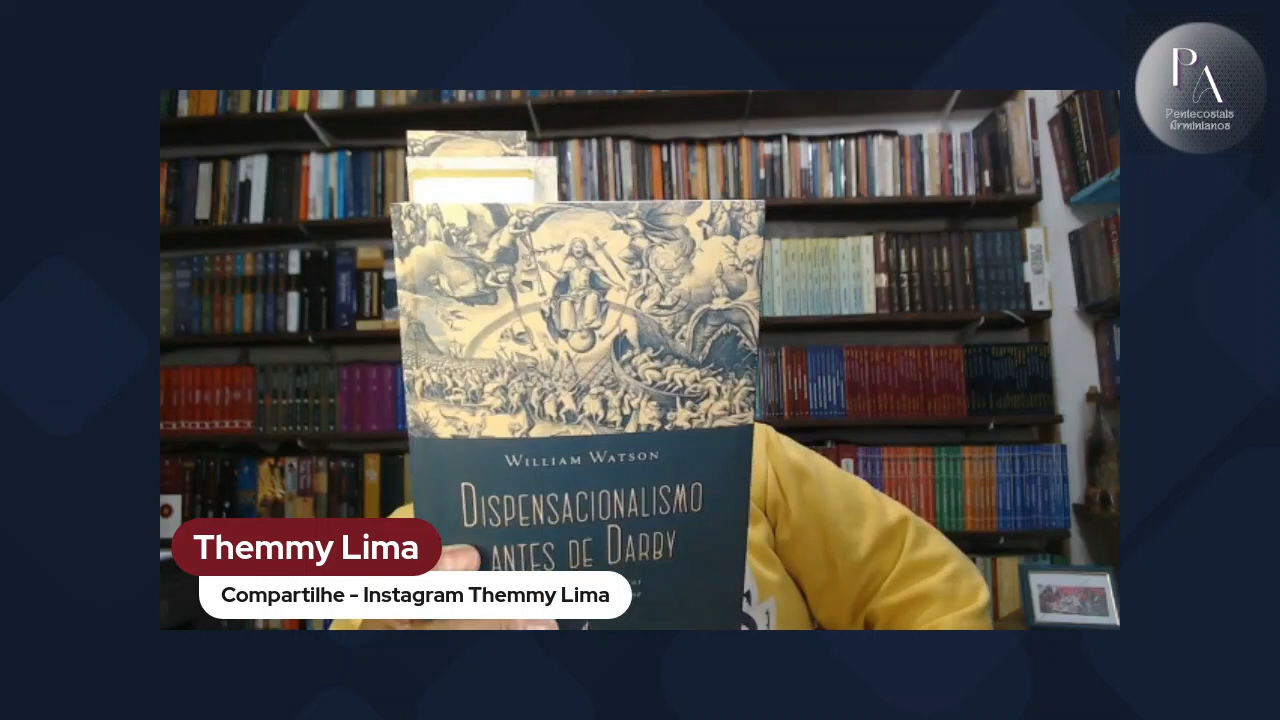 PA
Pentecostais
Arminianos
WILLIAM WATSON
DISPENSACIONALISMO
ANTES DE DARBY
Themmy Lima
Compartilhe - Instagram Themmy Lima